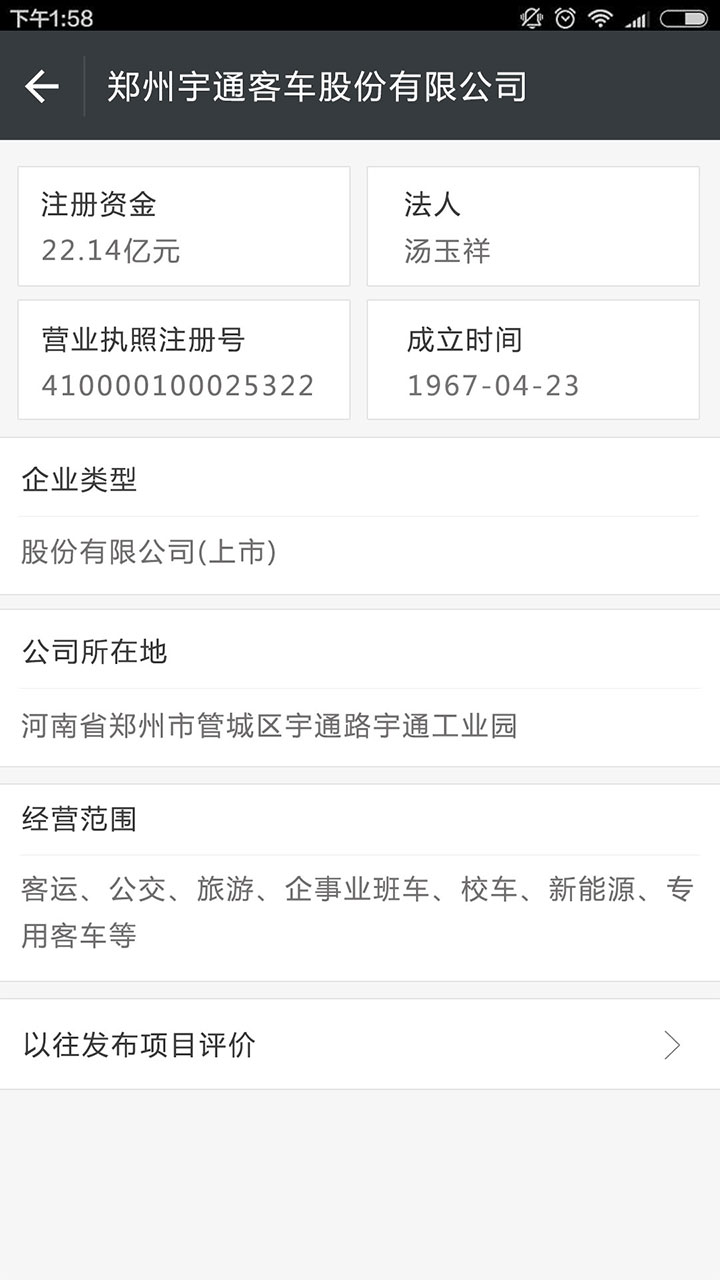 下午1:58
郑州宇通客车股份有限公司
注册资金
22.14亿元
法人
汤玉祥
营业执照注册号
410000100025322
成立时间
1967-04-23
企业类型
股份有限公司(上市)
公司所在地
河南省郑州市管城区宇通路宇通工业园
经营范围
客运、公交、旅游、企事业班车、校车、新能源、专
用客车等
以往发布项目评价